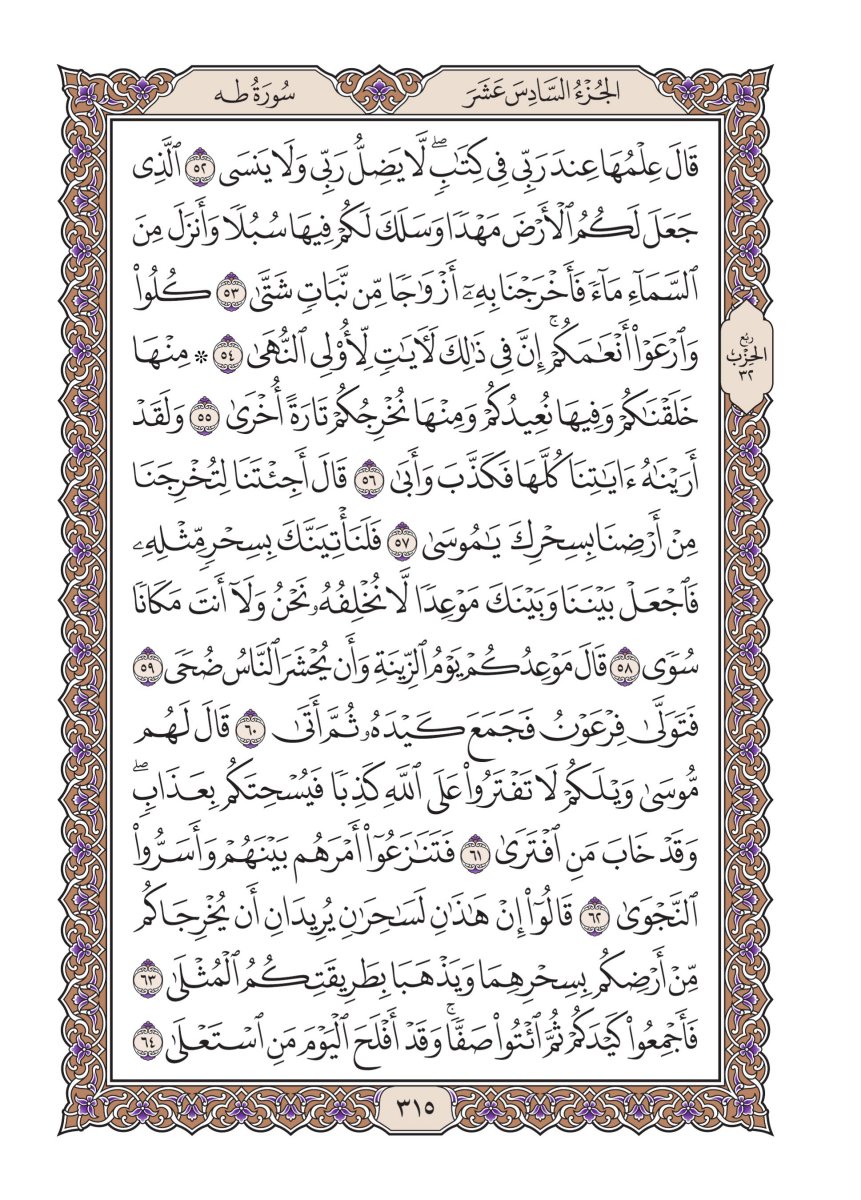 الجُزْءُ السَّادِسَ عَشَرَ
سُورَةُ طه
قَالَ عِلْمُهَا عِندَ رَبِّي فِي كِتَٰبٖۖ لَّا يَضِلُّ رَبِّي وَلَا يَنسَى ٥٢ ٱلَّذِي
جَعَلَ لَكُمُ ٱلۡأَرۡضَ مَهۡدٗا وَسَلَكَ لَكُمۡ فِيهَا سُبُلٗا وَأَنزَلَ مِنَ
ٱلسَّمَآءِ مَآءٗ فَأَخۡرَجۡنَا بِهِۦٓ أَزۡوَٰجٗا مِّن نَّبَاتٖ شَتَّىٰ ٥٣ كُلُواْ
وَٱرۡعَوۡاْ أَنۡعَٰمَكُمۡۚ إِنَّ فِي ذَٰلِكَ لَأٓيَٰتٖ لِّأُوْلِي ٱلنُّهَىٰ ٥٤ * مِنۡهَا
خَلَقۡنَٰكُمۡ وَفِيهَا نُعِيدُكُمۡ وَمِنۡهَا نُخۡرِجُكُمۡ تَارَةً أُخۡرَىٰ ٥٥ وَلَقَدۡ
أَرَيۡنَٰهُ ءَايَٰتِنَا كُلَّهَا فَكَذَّبَ وَأَبَىٰ ٥٦ قَالَ أَجِئۡتَنَا لِتُخۡرِجَنَا
مِنۡ أَرۡضِنَا بِسِحۡرِكَ يَٰمُوسَىٰ ٥٧ فَلَنَأۡتِيَنَّكَ بِسِحۡرٖ مِّثۡلِهِۦ
فَٱجۡعَلۡ بَيۡنَنَا وَبَيۡنَكَ مَوۡعِدٗا لَّا نُخۡلِفُهُۥ نَحۡنُ وَلَآ أَنتَ مَكَانٗا
سُوٗى ٥٨ قَالَ مَوۡعِدُكُمۡ يَوۡمُ ٱلزِّينَةِ وَأَن يُحۡشَرَ ٱلنَّاسُ ضُحٗى ٥٩
فَتَوَلَّىٰ فِرۡعَوۡنُ فَجَمَعَ كَيۡدَهُۥ ثُمَّ أَتَىٰ ٦٠ قَالَ لَهُم
مُّوسَىٰ وَيۡلَكُمۡ لَا تَفۡتَرُواْ عَلَى ٱللَّهِ كَذِبٗا فَيُسۡحِتَكُم بِعَذَابٖۖ
وَقَدۡ خَابَ مَنِ ٱفۡتَرَىٰ ٦١ فَتَنَٰزَعُوٓاْ أَمۡرَهُم بَيۡنَهُمۡ وَأَسَرُّواْ
ٱلنَّجۡوَىٰ ٦٢ قَالُوٓاْ إِنۡ هَٰذَٰنِ لَسَٰحِرَٰنِ يُرِيدَانِ أَن يُخۡرِجَاكُم
مِّنۡ أَرۡضِكُم بِسِحۡرِهِمَا وَيَذۡهَبَا بِطَرِيقَتِكُمُ ٱلۡمُثۡلَىٰ ٦٣
فَأَجۡمِعُواْ كَيۡدَكُمۡ ثُمَّ ٱئۡتُواْ صَفّٗاۚ وَقَدۡ أَفۡلَحَ ٱلۡيَوۡمَ مَنِ ٱسۡتَعۡلَىٰ ٦٤
ربع
الحِزْب
٣٢
٣١٥